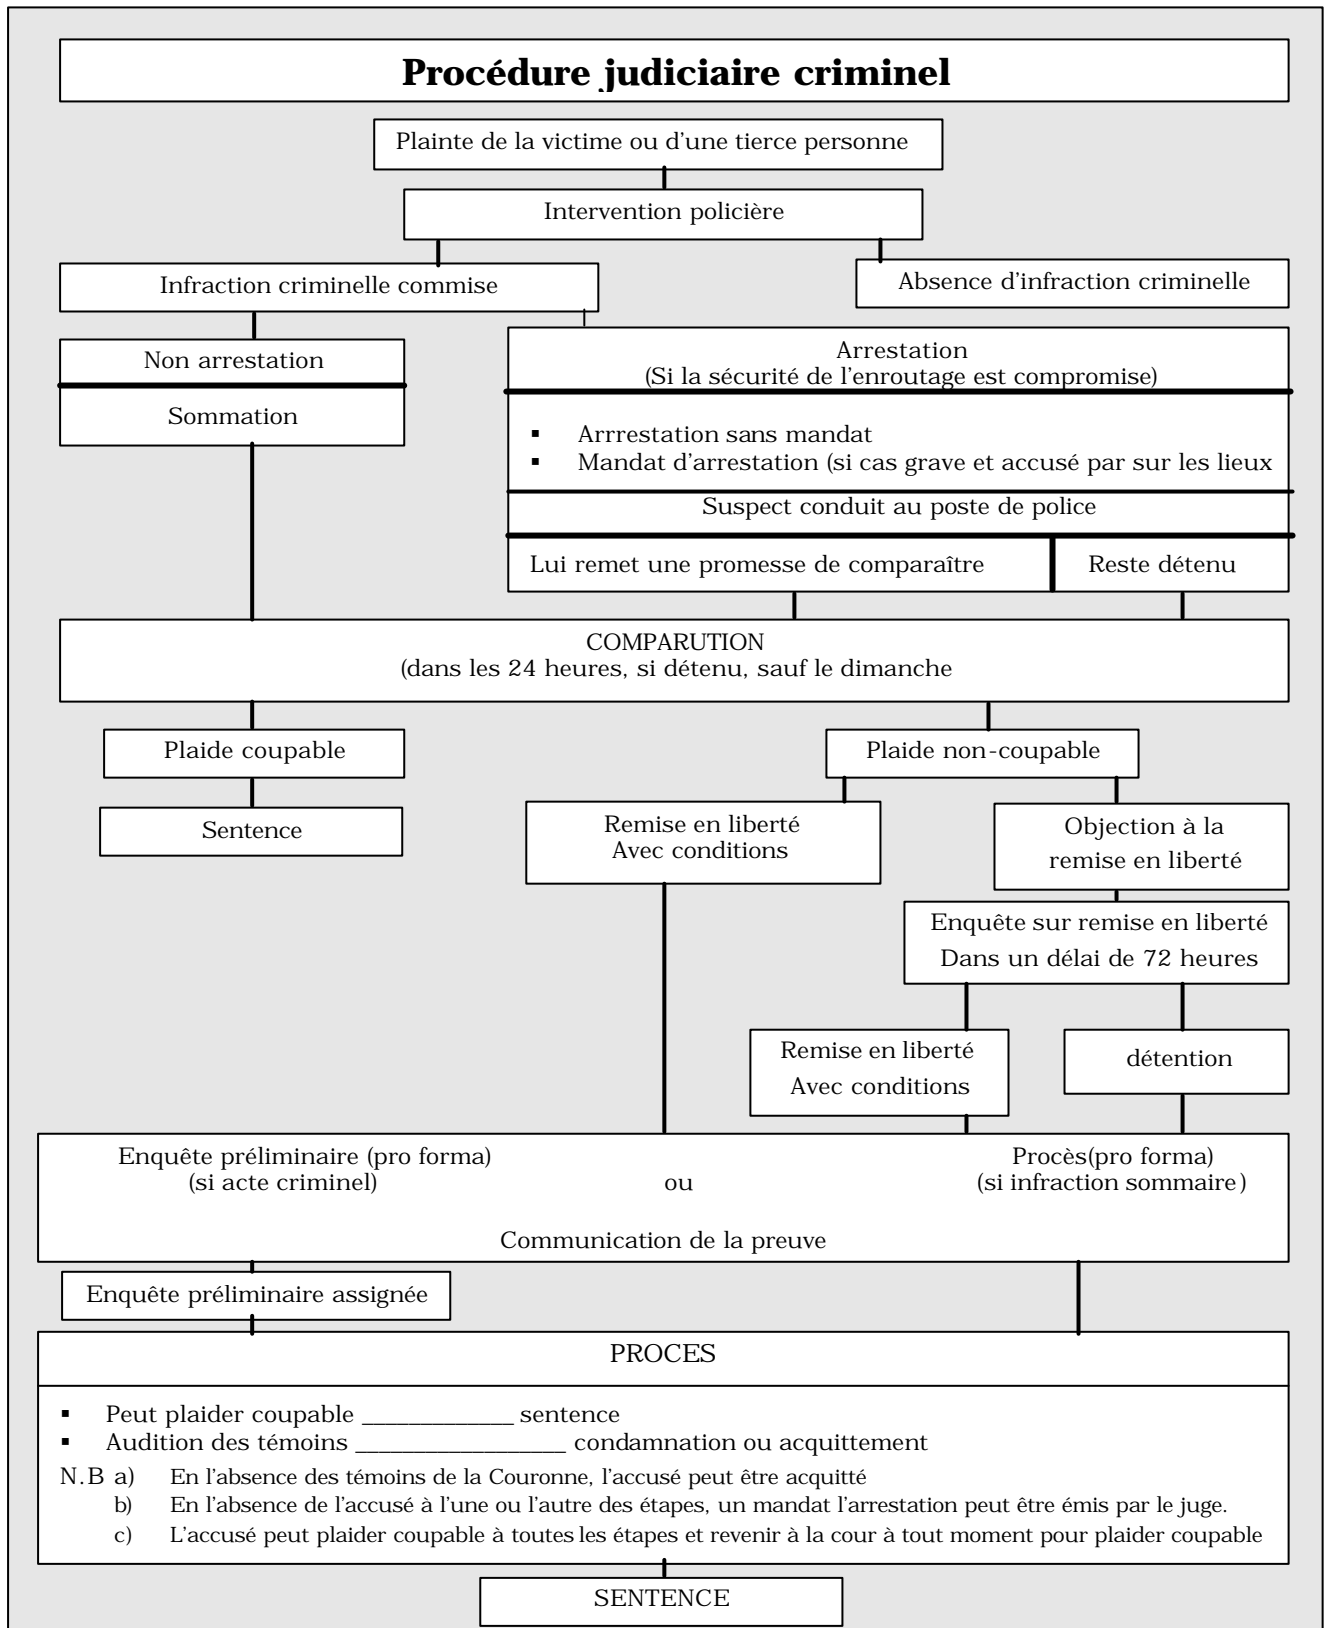 Procédure judiciaire criminel
Plainte de la victime ou d'une tierce personne
Intervention policière
Infraction criminelle commise
Absence d'infraction criminelle
Non arrestation
Sommation
Arrestation
(Si la sécurité de l'enroutage est compromise)
▪ Arrrestation sans mandat
▪ Mandat d'arrestation (si cas grave et accusé par sur les lieux
Suspect conduit au poste de police
Lui remet une promesse de comparaître
Reste détenu
COMPARUTION
(dans les 24 heures, si détenu, sauf le dimanche
Plaide coupable
Plaide non-coupable
Sentence
Remise en liberté
Avec conditions
Objection à la
remise en liberté
Enquête sur remise en liberté
Dans un délai de 72 heures
Remise en liberté
Avec conditions
détention
Enquête préliminaire (pro forma)
(si acte criminel)
ou
Procès(pro forma)
(si infraction sommaire)
Communication de la preuve
Enquête préliminaire assignée
PROCES
▪ Peut plaider coupable _____________ sentence
▪ Audition des témoins __________________ condamnation ou acquittement
N.B a) En l'absence des témoins de la Couronne, l'accusé peut être acquitté
b) En l'absence de l'accusé à l'une ou l'autre des étapes, un mandat l'arrestation peut être émis par le juge.
c) L'accusé peut plaider coupable à toutes les étapes et revenir à la cour à tout moment pour plaider coupable
SENTENCE